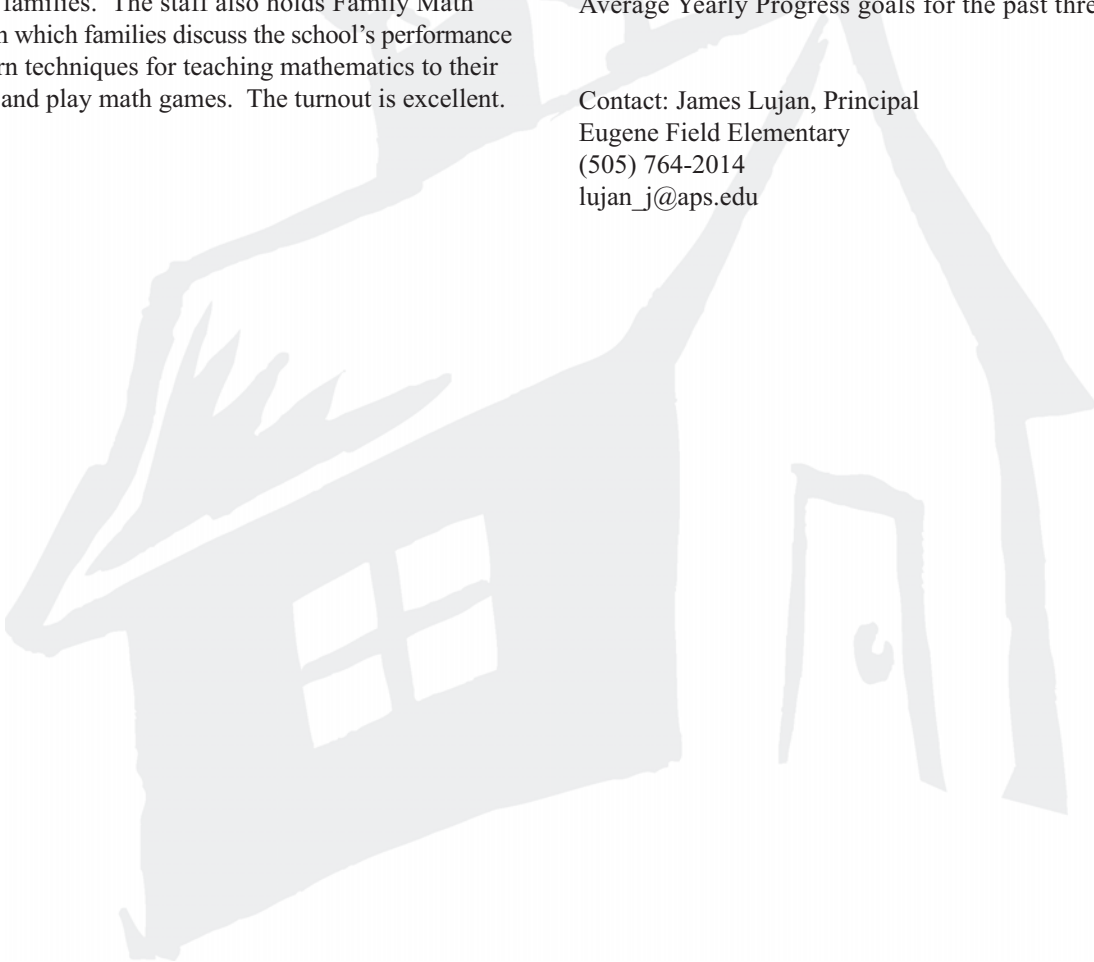 families. The staff also holds Family Math
which families discuss the school's performance
techniques for teaching mathematics to their
and play math games. The turnout is excellent.
Average Yearly Progress goals for the past
Contact: James Lujan, Principal
Eugene Field Elementary
(505) 764-2014
lujan_j@aps.edu